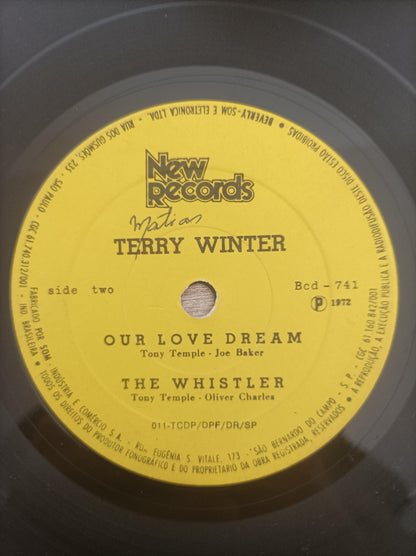 New
Records
TERRY WINTER
side two
Bcd - 741
℗ 1972
OUR LOVE DREAM
Tony Temple - Joe Baker
THE WHISTLER
Tony Temple - Oliver Charles
011-TCDP/DPF/DR/SP
FABRICADO POR SOM, INDÚSTRIA E COMÉRCIO S.A. - RUA EUGÊNIA S. VITALE, 173 - SÃO BERNARDO DO CAMPO - S.P. - CGC 61.160.842/001 - IND. BRASILEIRA
TODOS OS DIREITOS DO PRODUTOR FONOGRÁFICO E DO PROPRIETARIO DA OBRA REGISTRADA, RESERVADOS. A REPRODUÇÃO, A EXECUÇÃO PUBLICA E A RADIODIFUSÃO DESTE DISCO ESTÃO PROIBIDAS
BEVERLY - SOM E ELETRONICA LTDA. - RUA DOS GUSMÕES, 235 - SÃO PAULO - CGC 61.740.312/001